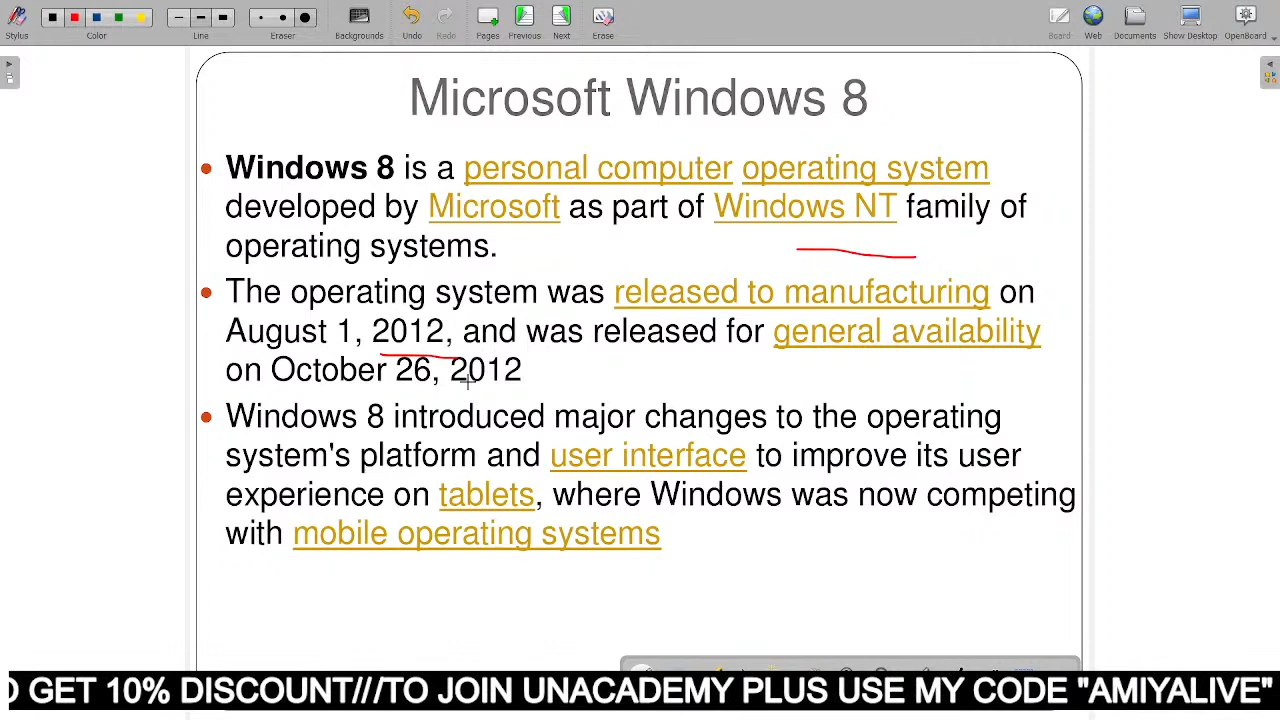 Stylus Color Line Eraser Backgrounds Undo Redo Pages Previous Next Erase Board Web Documents Show Desktop OpenBoard
Microsoft Windows 8
Windows 8 is a personal computer operating system
developed by Microsoft as part of Windows NT family of
operating systems.
The operating system was released to manufacturing on
August 1, 2012, and was released for general availability
on October 26, 2012
Windows 8 introduced major changes to the operating
system's platform and user interface to improve its user
experience on tablets, where Windows was now competing
with mobile operating systems
O GET 10% DISCOUNT///TO JOIN UNACADEMY PLUS USE MY CODE "AMIYALIVE"